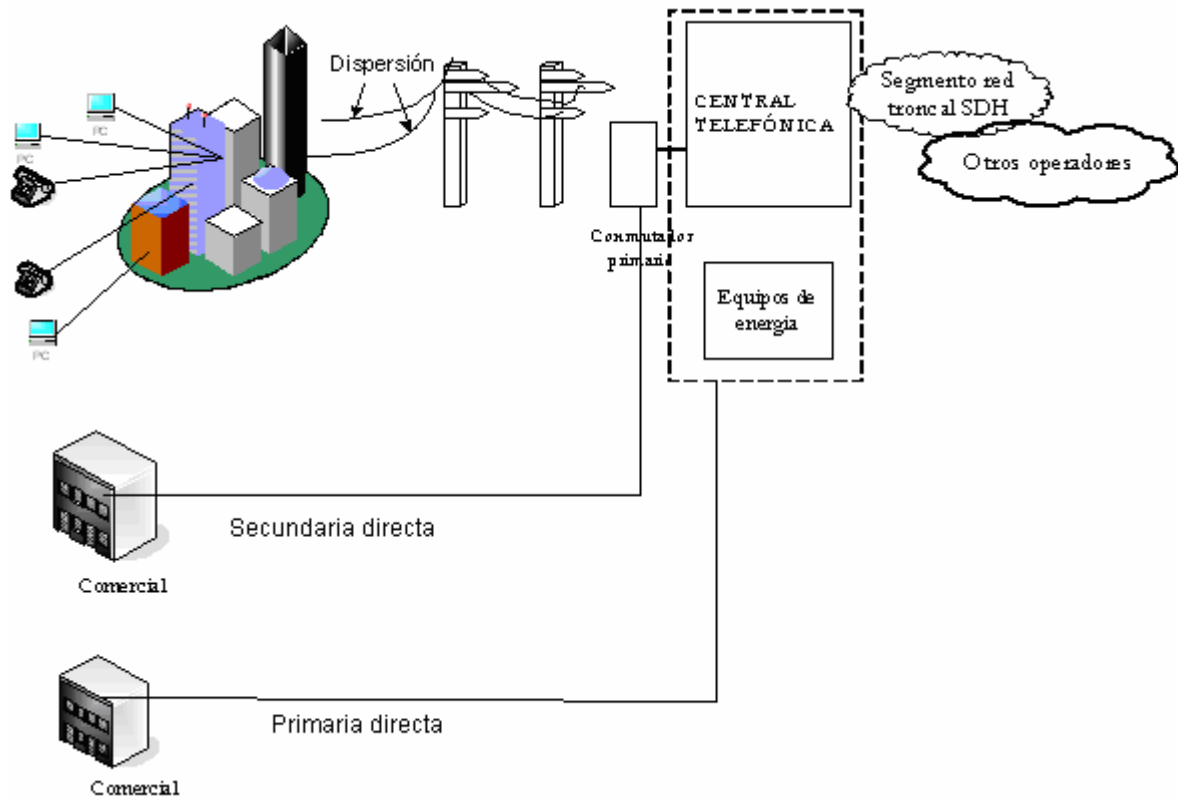 Dispersión
PC
PC
CENTRAL
TELEFÓNICA
Segmento red
troncal SDH
Otros operadores
Conmutador
primario
Equipos de
energia
PC
Secundaria directa
Comercial
Primaria directa
Comercial